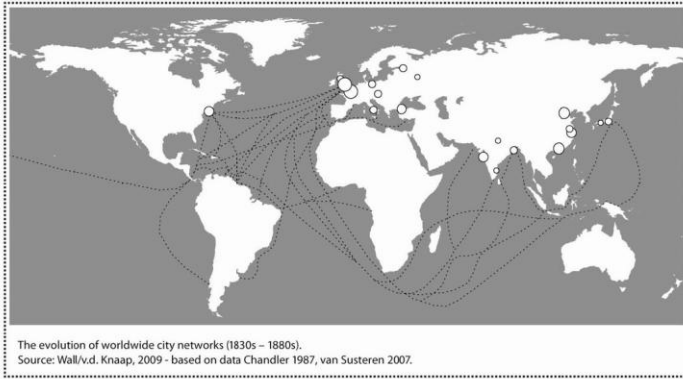 The evolution of worldwide city networks (1830s – 1880s).
Source: Wall/v.d. Knaap, 2009 - based on data Chandler 1987, van Susteren 2007.